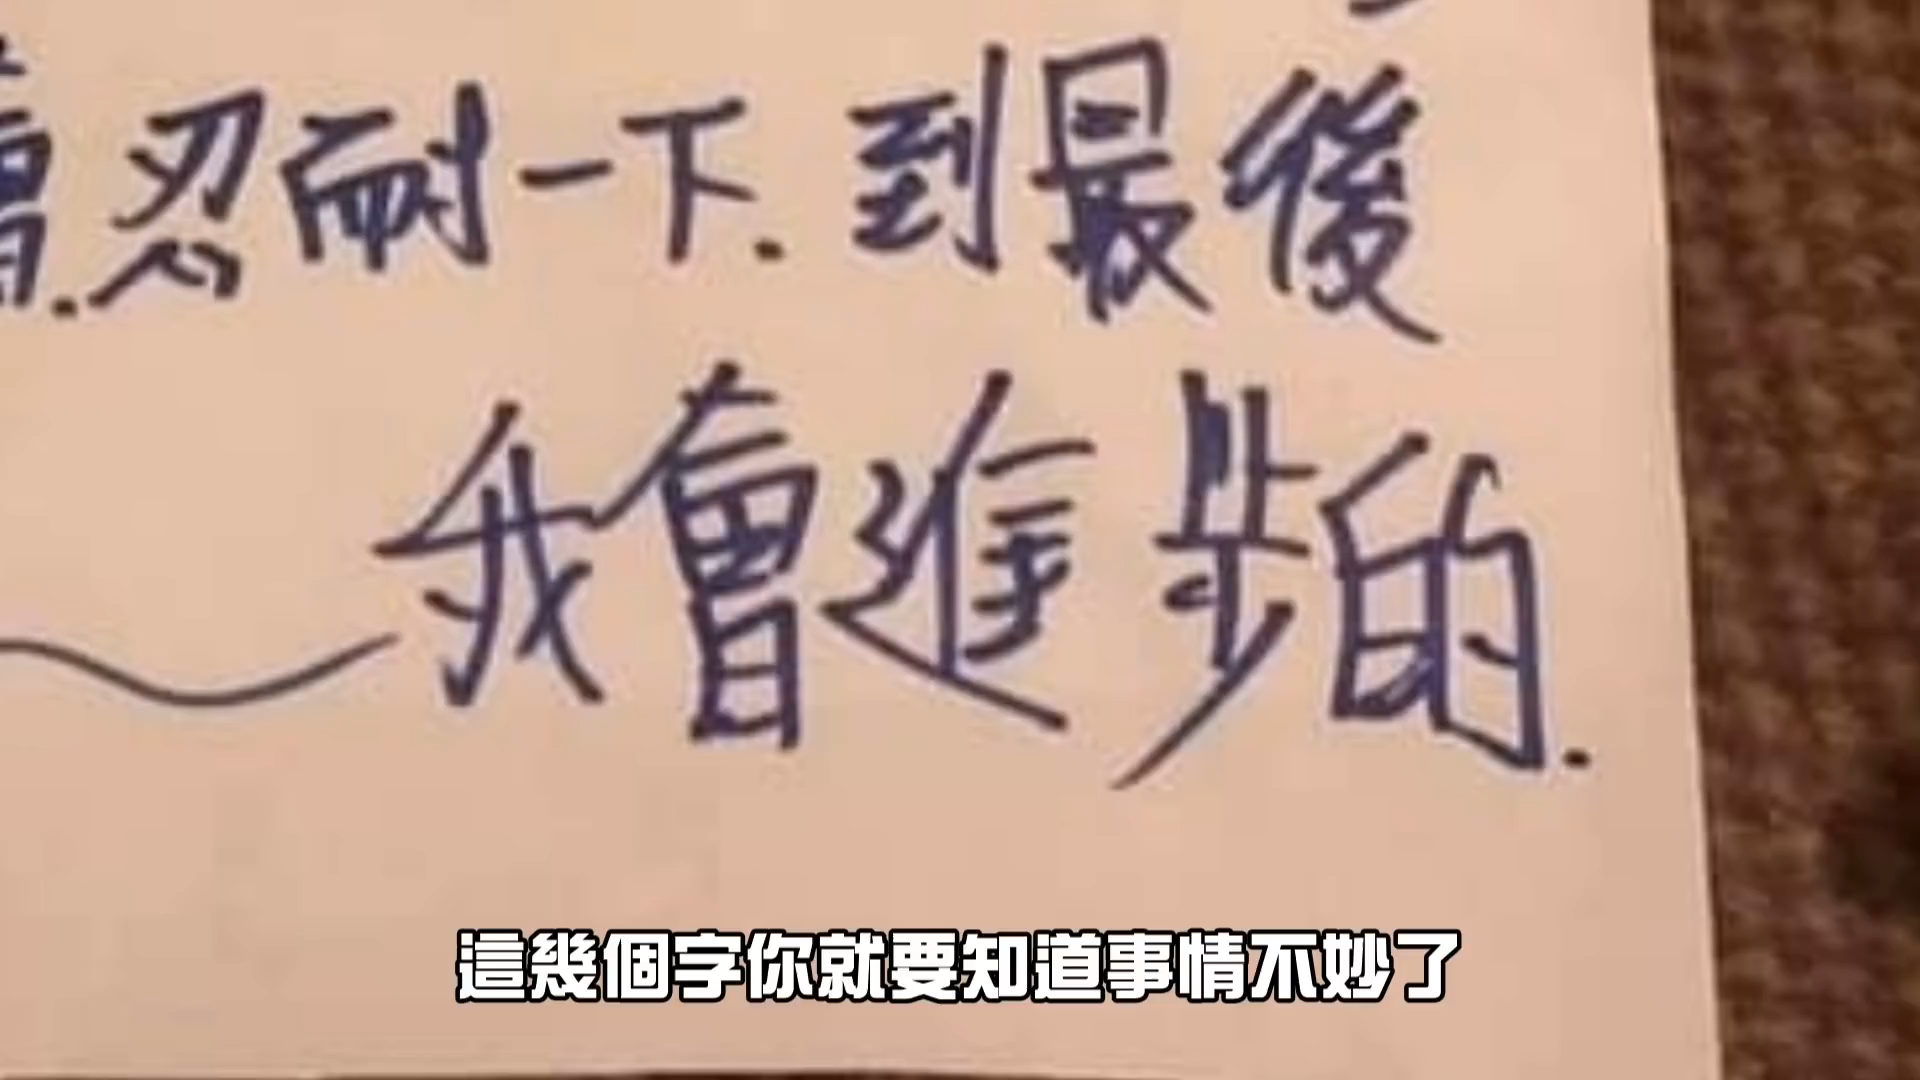 忍耐一下.到最後
我會進步的.
這幾個字你就要知道事情不妙了